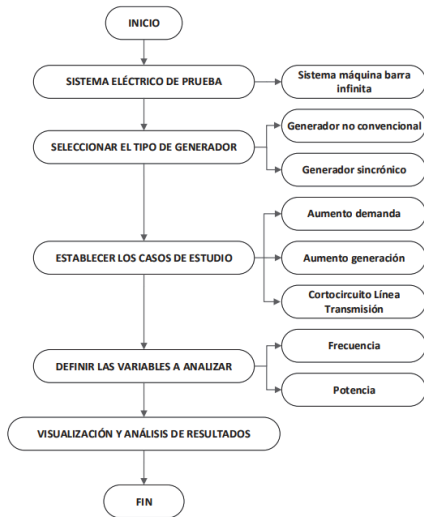 INICIO
SISTEMA ELÉCTRICO DE PRUEBA
Sistema máquina barra
infinita
SELECCIONAR EL TIPO DE GENERADOR
Generador no convencional
Generador sincrónico
ESTABLECER LOS CASOS DE ESTUDIO
Aumento demanda
Aumento generación
Cortocircuito Línea
Transmisión
DEFINIR LAS VARIABLES A ANALIZAR
Frecuencia
Potencia
VISUALIZACIÓN Y ANÁLISIS DE RESULTADOS
FIN